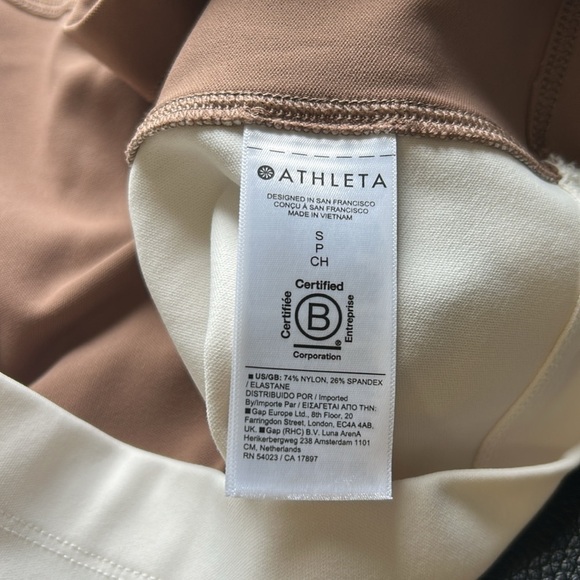 ATHLETA
DESIGNED IN SAN FRANCISCO
CONÇU À SAN FRANCISCO
MADE IN VIETNAM
S
P
CH
Certified
Certifiée
B
Entreprise
®
Corporation
■ US/GB: 74% NYLON, 26% SPANDEX
/ ELASTANE
DISTRIBUIDO POR / Imported
By/Importe Par / ΕΙΣΑΓΕΤΑΙ ΑΠΟ ΤΗΝ:
■ Gap Europe Ltd., 8th Floor, 20
Farringdon Street, London, EC4A 4AB,
UK. ■ Gap (RHC) B.V. Luna ArenA
Herikerbergweg 238 Amsterdam 1101
CM, Netherlands
RN 54023 / CA 17897